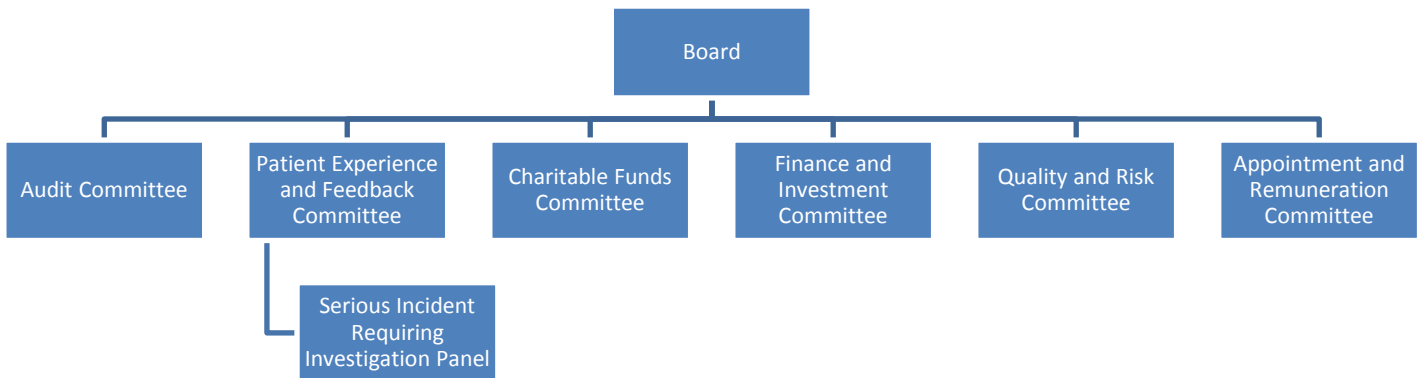 Board
Audit Committee
Patient Experience
and Feedback
Committee
Charitable Funds
Committee
Finance and
Investment
Committee
Quality and Risk
Committee
Appointment and
Remuneration
Committee
Serious Incident
Requiring
Investigation Panel